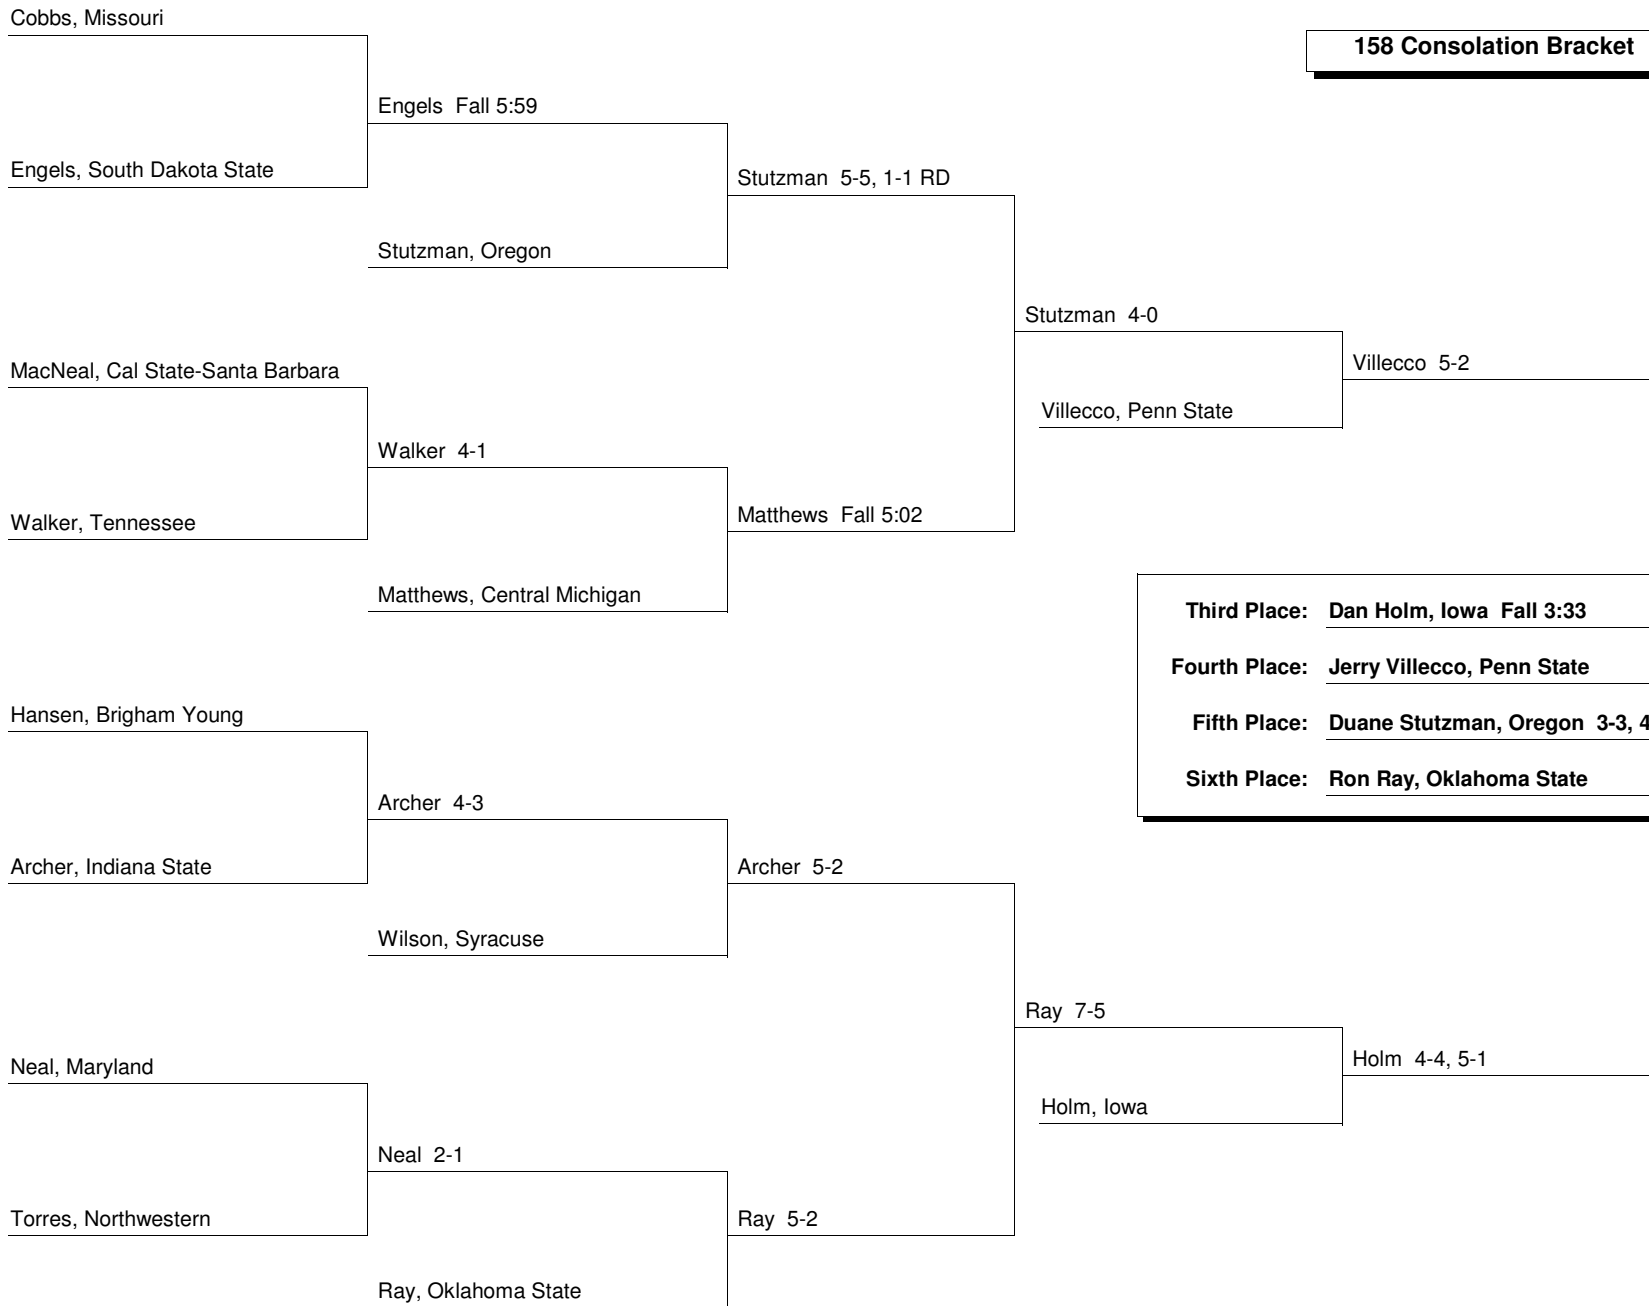 Cobbs, Missouri
158 Consolation Bracket
Engels  Fall 5:59
Engels, South Dakota State
Stutzman  5-5, 1-1 RD
Stutzman, Oregon
Stutzman  4-0
MacNeal, Cal State-Santa Barbara
Villecco  5-2
Villecco, Penn State
Walker  4-1
Walker, Tennessee
Matthews  Fall 5:02
Matthews, Central Michigan
Third Place: Dan Holm, Iowa  Fall 3:33
Fourth Place: Jerry Villecco, Penn State
Fifth Place: Duane Stutzman, Oregon  3-3, 4
Sixth Place: Ron Ray, Oklahoma State
Hansen, Brigham Young
Archer  4-3
Archer, Indiana State
Archer  5-2
Wilson, Syracuse
Ray  7-5
Neal, Maryland
Holm  4-4, 5-1
Holm, Iowa
Neal  2-1
Torres, Northwestern
Ray  5-2
Ray, Oklahoma State